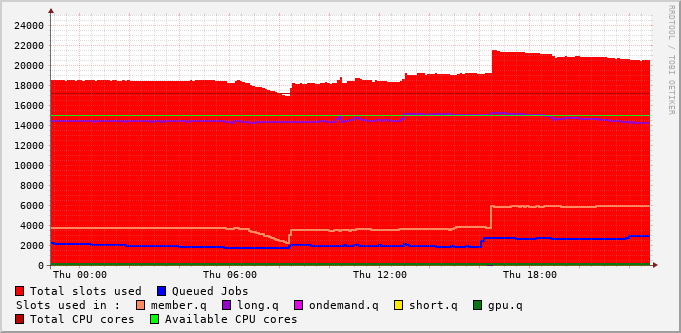 RRDTOOL / TOBI OETIKER
24000
22000
20000
18000
16000
14000
12000
10000
8000
6000
4000
2000
0
Thu 00:00 Thu 06:00 Thu 12:00 Thu 18:00
Total slots used Queued Jobs
Slots used in : member.q long.q ondemand.q short.q gpu.q
Total CPU cores Available CPU cores